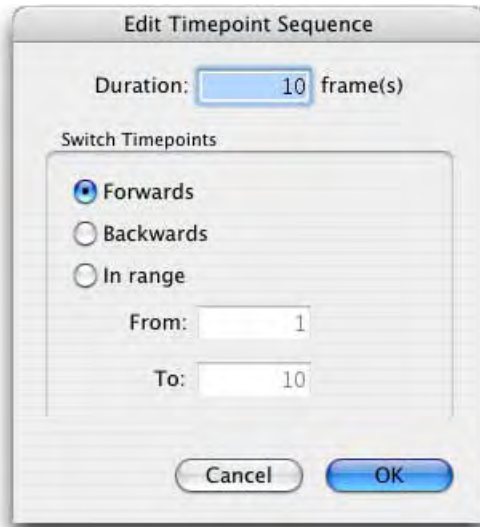 Edit Timepoint Sequence
Duration: 10 frame(s)
Switch Timepoints
Forwards
Backwards
In range
From: 1
To: 10
Cancel OK